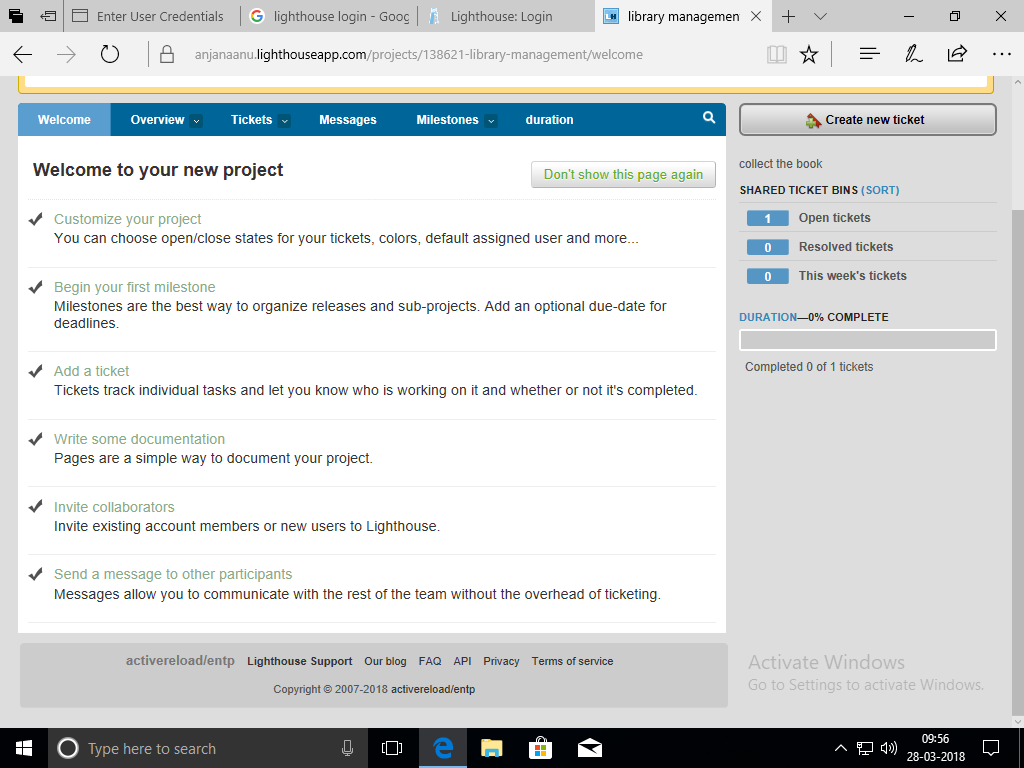 Enter User Credentials
lighthouse login - Goog
Lighthouse: Login
library managemen
anjanaanu.lighthouseapp.com/projects/138621-library-management/welcome
Welcome Overview Tickets Messages Milestones duration
Create new ticket
Welcome to your new project
Don't show this page again
Customize your project
You can choose open/close states for your tickets, colors, default assigned user and more...
Begin your first milestone
Milestones are the best way to organize releases and sub-projects. Add an optional due-date for
deadlines.
Add a ticket
Tickets track individual tasks and let you know who is working on it and whether or not it's completed.
Write some documentation
Pages are a simple way to document your project.
Invite collaborators
Invite existing account members or new users to Lighthouse.
Send a message to other participants
Messages allow you to communicate with the rest of the team without the overhead of ticketing.
collect the book
SHARED TICKET BINS (SORT)
1 Open tickets
0 Resolved tickets
0 This week's tickets
DURATION—0% COMPLETE
Completed 0 of 1 tickets
activereload/entp Lighthouse Support Our blog FAQ API Privacy Terms of service
Copyright © 2007-2018 activereload/entp
Activate Windows
Go to Settings to activate Windows.
Type here to search
09:56
28-03-2018